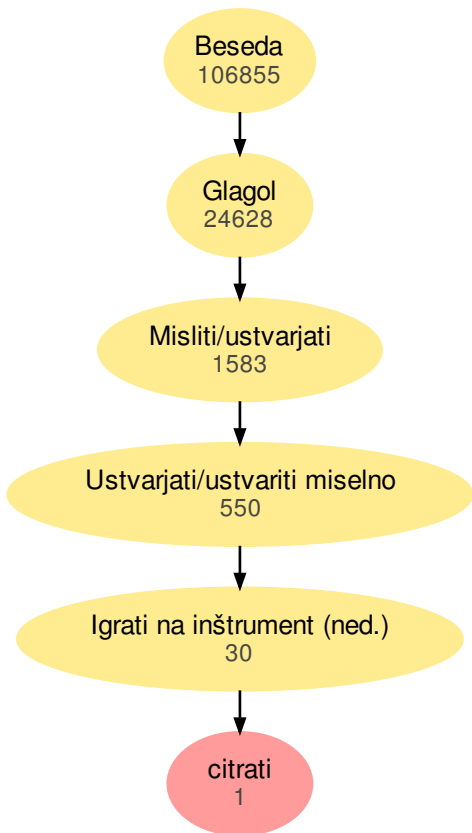 Beseda
106855
Glagol
24628
Misliti/ustvarjati
1583
Ustvarjati/ustvariti miselno
550
Igrati na inštrument (ned.)
30
citrati
1